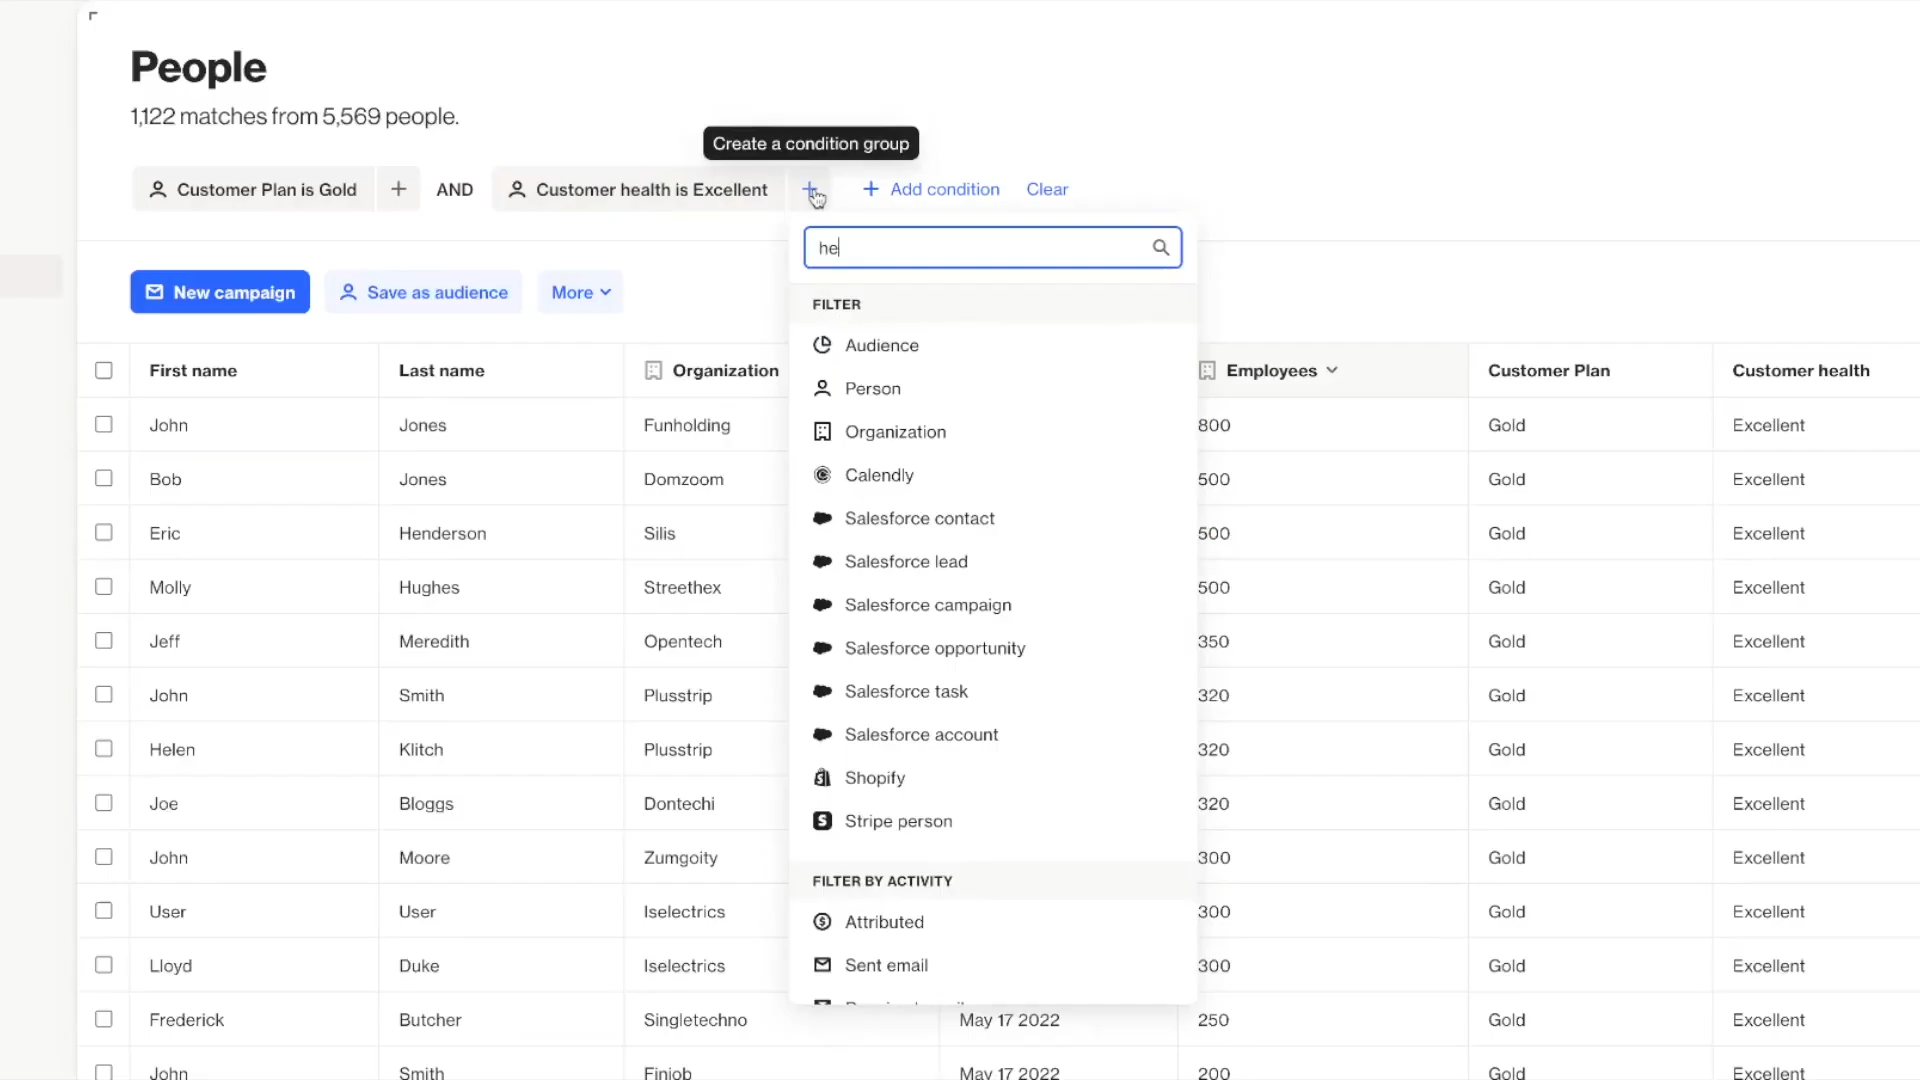 People
1,122 matches from 5,569 people.
Create a condition group
Customer Plan is Gold + AND Customer health is Excellent + + Add condition Clear
he
New campaign Save as audience More
FILTER
Audience
Person
Organization
Calendly
Salesforce contact
Salesforce lead
Salesforce campaign
Salesforce opportunity
Salesforce task
Salesforce account
Shopify
Stripe person
FILTER BY ACTIVITY
Attributed
Sent email
First name Last name Organization Employees Customer Plan Customer health
John Jones Funholding 800 Gold Excellent
Bob Jones Domzoom 500 Gold Excellent
Eric Henderson Silis 500 Gold Excellent
Molly Hughes Streethex 500 Gold Excellent
Jeff Meredith Opentech 350 Gold Excellent
John Smith Plusstrip 320 Gold Excellent
Helen Klitch Plusstrip 320 Gold Excellent
Joe Bloggs Dontechi 320 Gold Excellent
John Moore Zumgoity 300 Gold Excellent
User User Iselectrics 300 Gold Excellent
Lloyd Duke Iselectrics 300 Gold Excellent
Frederick Butcher Singletechno May 17 2022 250 Gold Excellent
John Smith Finjob May 17 2022 200 Gold Excellent